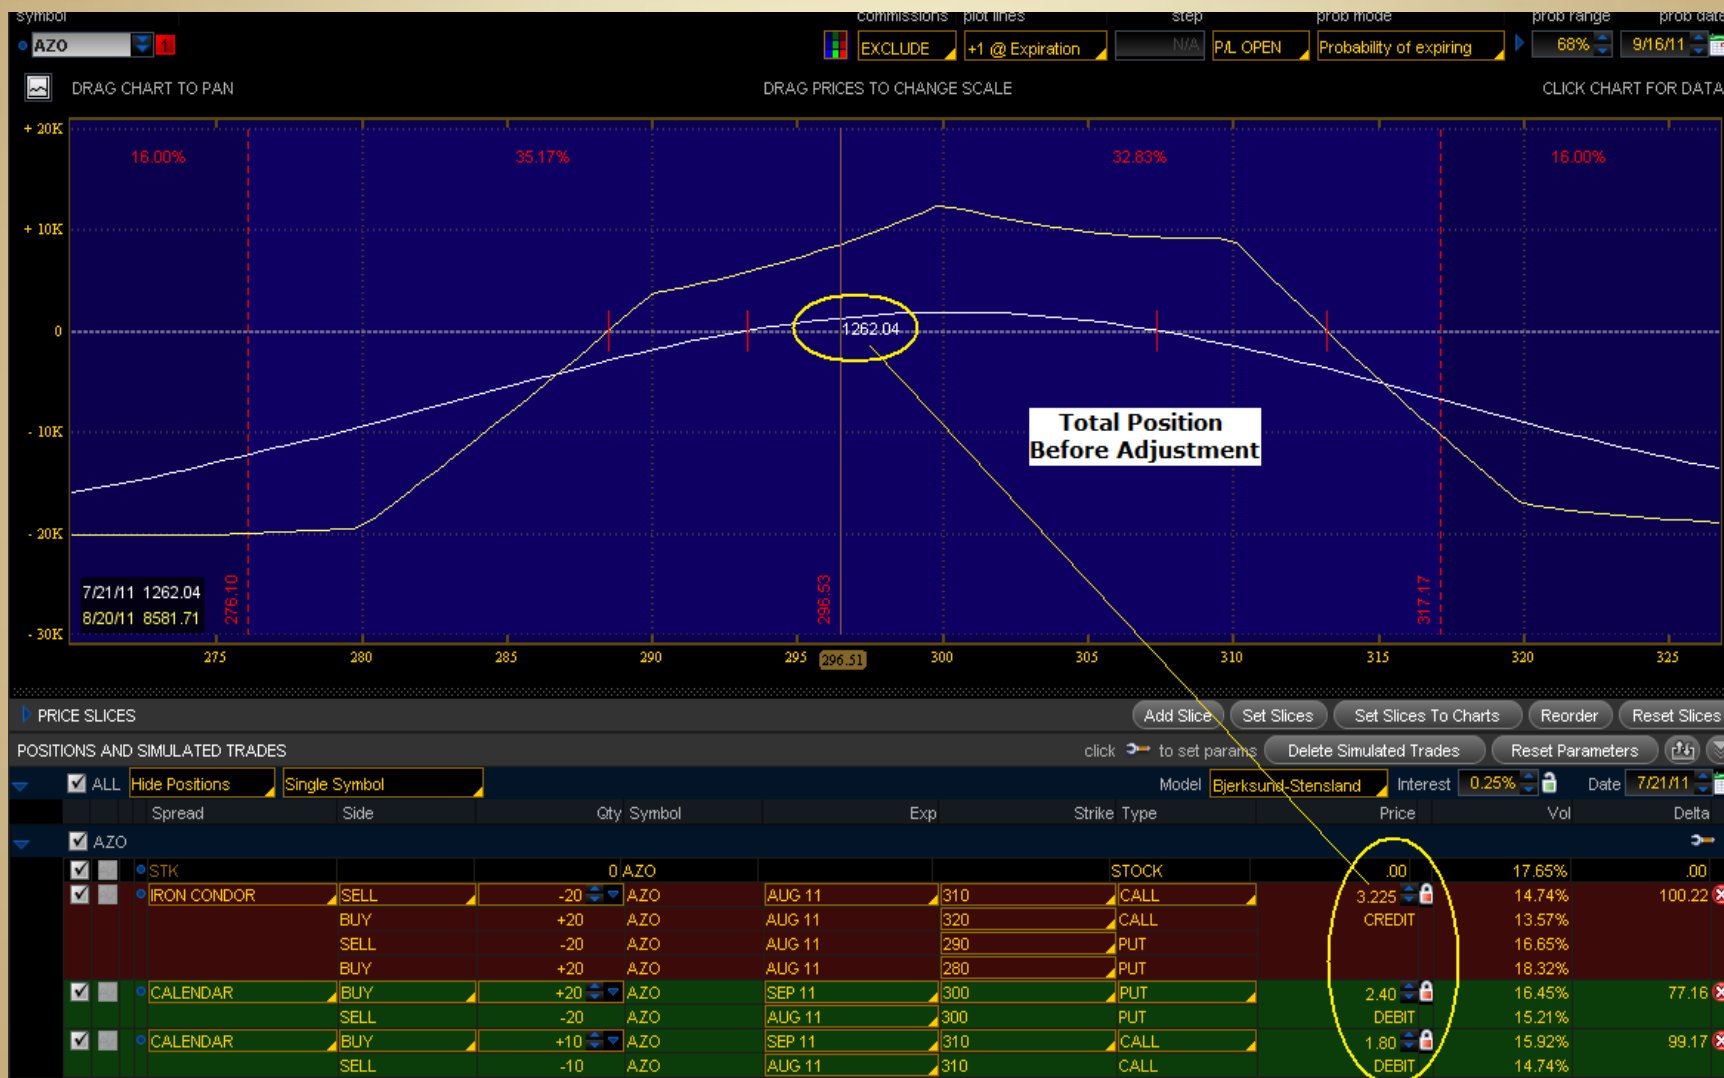 symbol commissions plot lines step prob mode prob range prob date
AZO 1 EXCLUDE +1 @ Expiration N/A P/L OPEN Probability of expiring 68% 9/16/11
DRAG CHART TO PAN DRAG PRICES TO CHANGE SCALE CLICK CHART FOR DATA
+ 20K
16.00% 35.17% 32.83% 16.00%
+ 10K
0 1262.04
Total Position
Before Adjustment
- 10K
- 20K
7/21/11 1262.04
8/20/11 8581.71
276.10 296.53 317.17
- 30K
275 280 285 290 295 296.51 300 305 310 315 320 325
PRICE SLICES Add Slice Set Slices Set Slices To Charts Reorder Reset Slices
POSITIONS AND SIMULATED TRADES click to set params Delete Simulated Trades Reset Parameters
ALL Hide Positions Single Symbol Model Bjerksund-Stensland Interest 0.25% Date 7/21/11
Spread Side Qty Symbol Exp Strike Type Price Vol Delta
AZO
STK 0 AZO STOCK .00 17.65% .00
IRON CONDOR SELL -20 AZO AUG 11 310 CALL 3.225 14.74% 100.22
BUY +20 AZO AUG 11 320 CALL CREDIT 13.57%
SELL -20 AZO AUG 11 290 PUT 16.65%
BUY +20 AZO AUG 11 280 PUT 18.32%
CALENDAR BUY +20 AZO SEP 11 300 PUT 2.40 16.45% 77.16
SELL -20 AZO AUG 11 300 PUT DEBIT 15.21%
CALENDAR BUY +10 AZO SEP 11 310 CALL 1.80 15.92% 99.17
SELL -10 AZO AUG 11 310 CALL DEBIT 14.74%